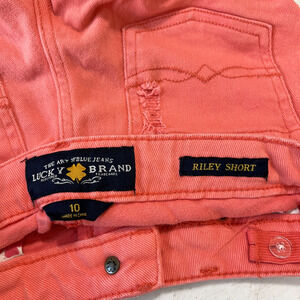 THE ART OF BLUE JEANS
LUCKY BRAND
RILEY SHORT
10